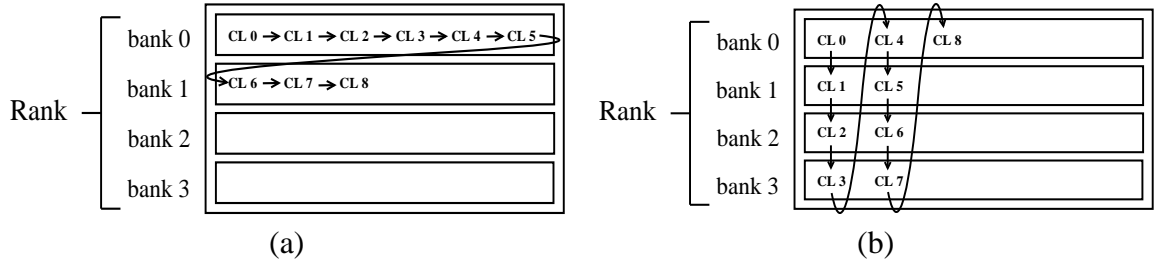 bank 0 CL 0 CL 1 CL 2 CL 3 CL 4 CL 5
bank 1 CL 6 CL 7 CL 8
Rank
bank 2
bank 3
(a)
bank 0 CL 0 CL 4 CL 8
bank 1 CL 1 CL 5
Rank
bank 2 CL 2 CL 6
bank 3 CL 3 CL 7
(b)